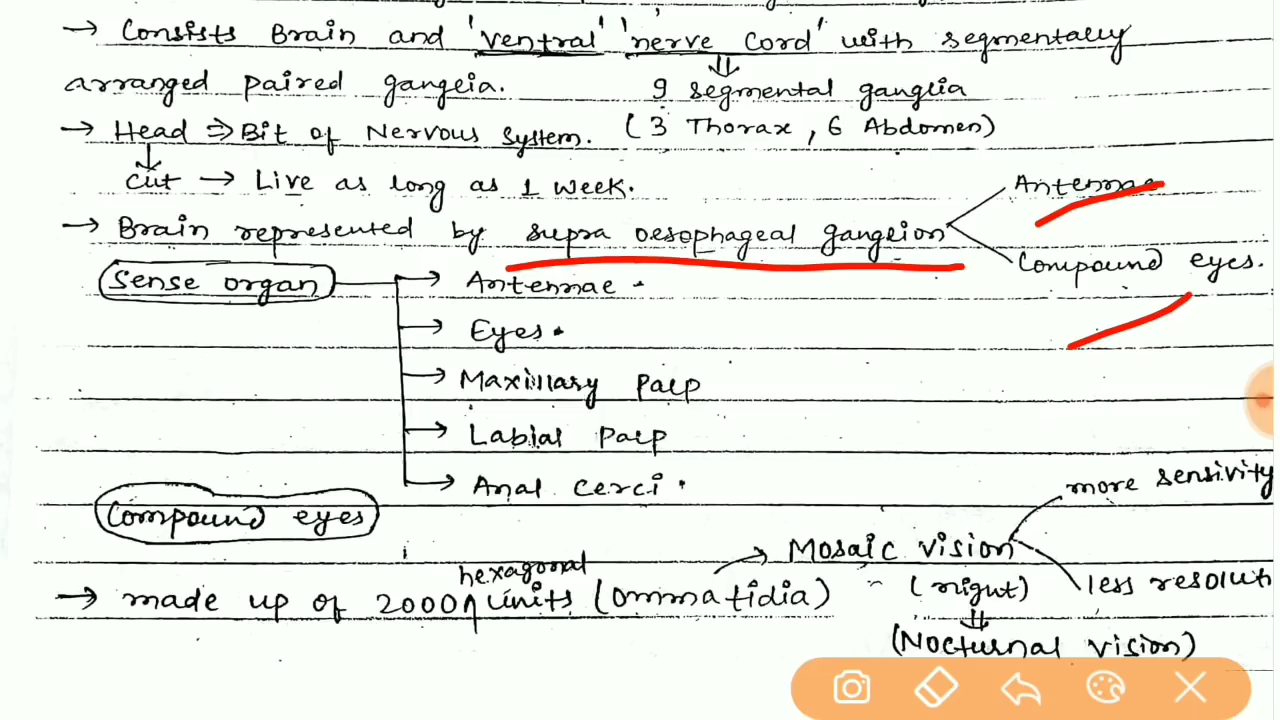 → Consists Brain and 'ventral' 'nerve cord' with segmentally
arranged paired ganglia. 9 segmental ganglia
→ Head ⇒ Bit of Nervous System. (3 Thorax, 6 Abdomen)
cut → Live as long as 1 week.
Antennae
→ Brain represented by supra oesophageal ganglion
Compound eyes.
Sense organ → Antennae.
→ Eyes.
→ Maxillary Palp
→ Labial Palp
→ Anal Cerci.
more sensivity
Compound eyes
→ Mosaic vision
hexagonal
(night) less resolut
→ made up of 2000 units (ommatidia)
(Nocturnal vision)